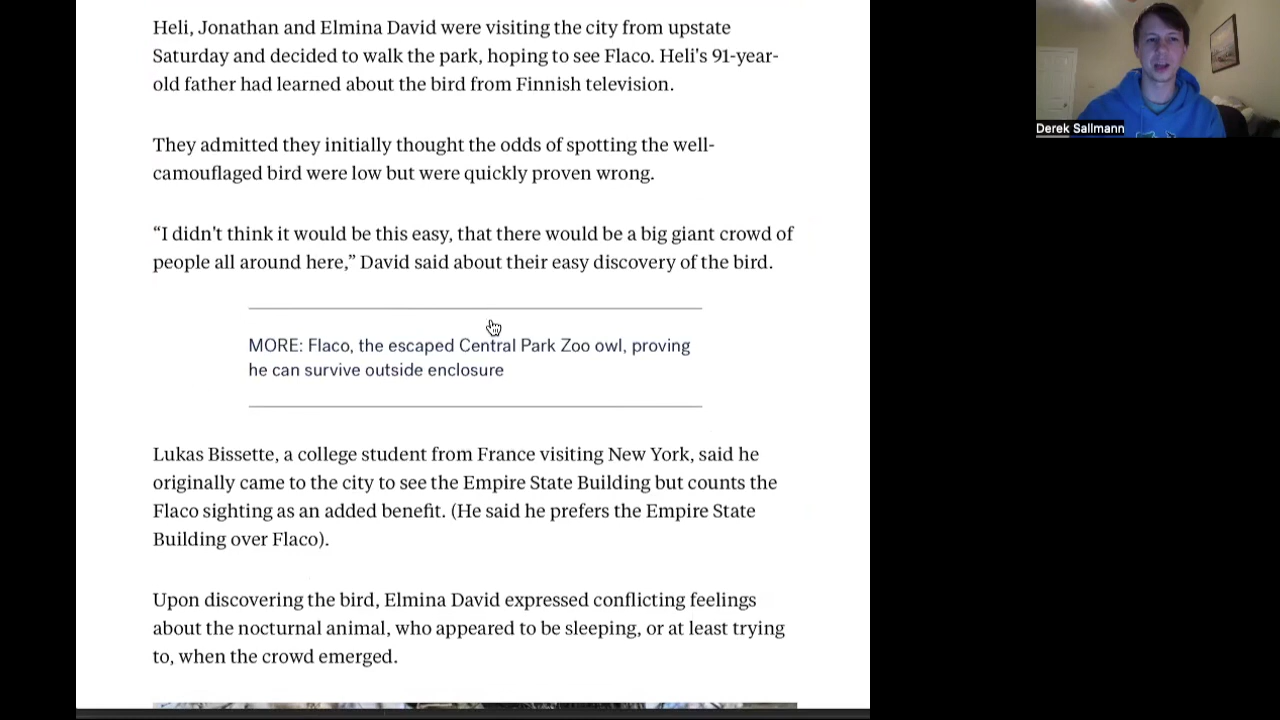 Heli, Jonathan and Elmina David were visiting the city from upstate
Saturday and decided to walk the park, hoping to see Flaco. Heli's 91-year-
old father had learned about the bird from Finnish television.
They admitted they initially thought the odds of spotting the well-
camouflaged bird were low but were quickly proven wrong.
“I didn't think it would be this easy, that there would be a big giant crowd of
people all around here,” David said about their easy discovery of the bird.
MORE: Flaco, the escaped Central Park Zoo owl, proving
he can survive outside enclosure
Lukas Bissette, a college student from France visiting New York, said he
originally came to the city to see the Empire State Building but counts the
Flaco sighting as an added benefit. (He said he prefers the Empire State
Building over Flaco).
Upon discovering the bird, Elmina David expressed conflicting feelings
about the nocturnal animal, who appeared to be sleeping, or at least trying
to, when the crowd emerged.
Derek Sallmann